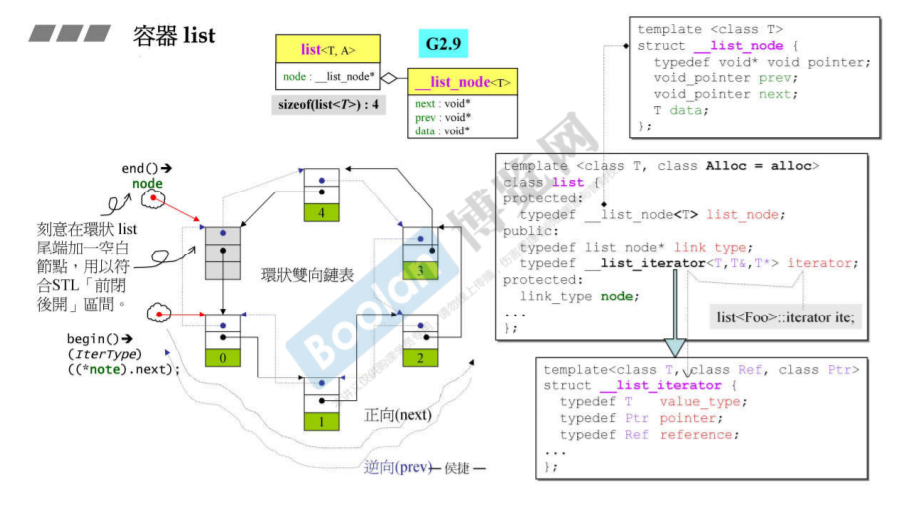 容器 list
G2.9
list<T, A>
node : __list_node*
sizeof(list<T>) : 4
__list_node<T>
next : void*
prev : void*
data : void*
template <class T>
struct __list_node {
typedef void* void pointer;
void_pointer prev;
void_pointer next;
T data;
};
template <class T, class Alloc = alloc>
class list {
protected:
typedef __list_node<T> list_node;
public:
typedef list node* link type;
typedef __list_iterator<T,T&,T*> iterator;
protected:
link_type node;
...
};
list<Foo>::iterator ite;
template<class T, class Ref, class Ptr>
struct __list_iterator {
typedef T value_type;
typedef Ptr pointer;
typedef Ref reference;
...
};
end()➔
node
刻意在環狀 list
尾端加一空白
節點，用以符
合STL「前閉
後開」區間。
begin()➔
(IterType)
((*note).next);
環狀雙向鏈表
4
3
2
1
0
正向(next)
逆向(prev)
— 侯捷 —
Boolan 博览网